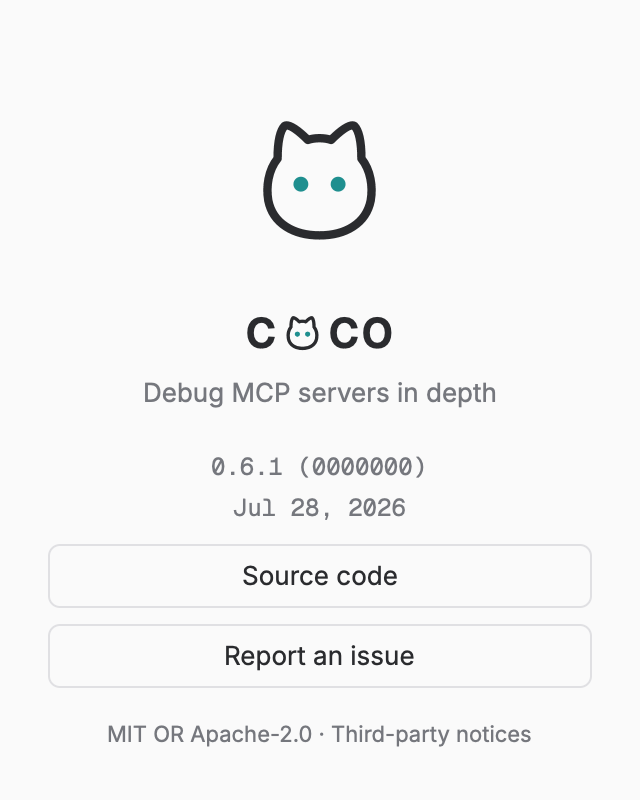 COCO
Debug MCP servers in depth
0.6.1 (0000000)
Jul 28, 2026
Source code
Report an issue
MIT OR Apache-2.0 · Third-party notices